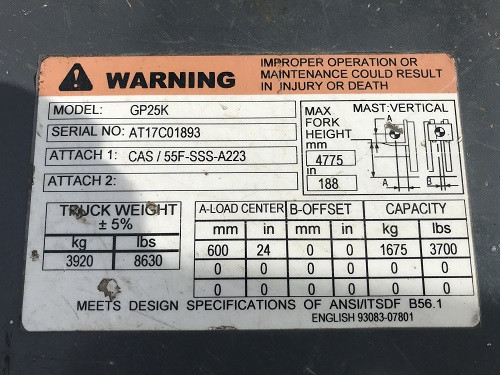 WARNING
IMPROPER OPERATION OR
MAINTENANCE COULD RESULT
IN INJURY OR DEATH
MODEL: GP25K
SERIAL NO: AT17C01893
ATTACH 1: CAS / 55F-SSS-A223
ATTACH 2:
MAX
FORK
HEIGHT
mm
4775
in
188
MAST:VERTICAL
A
A
B
TRUCK WEIGHT
± 5%
kg lbs
3920 8630
A-LOAD CENTER B-OFFSET CAPACITY
mm in mm in kg lbs
600 24 0 0 1675 3700
0 0 0 0 0 0
0 0 0 0 0 0
MEETS DESIGN SPECIFICATIONS OF ANSI/ITSDF B56.1
ENGLISH 93083-07801